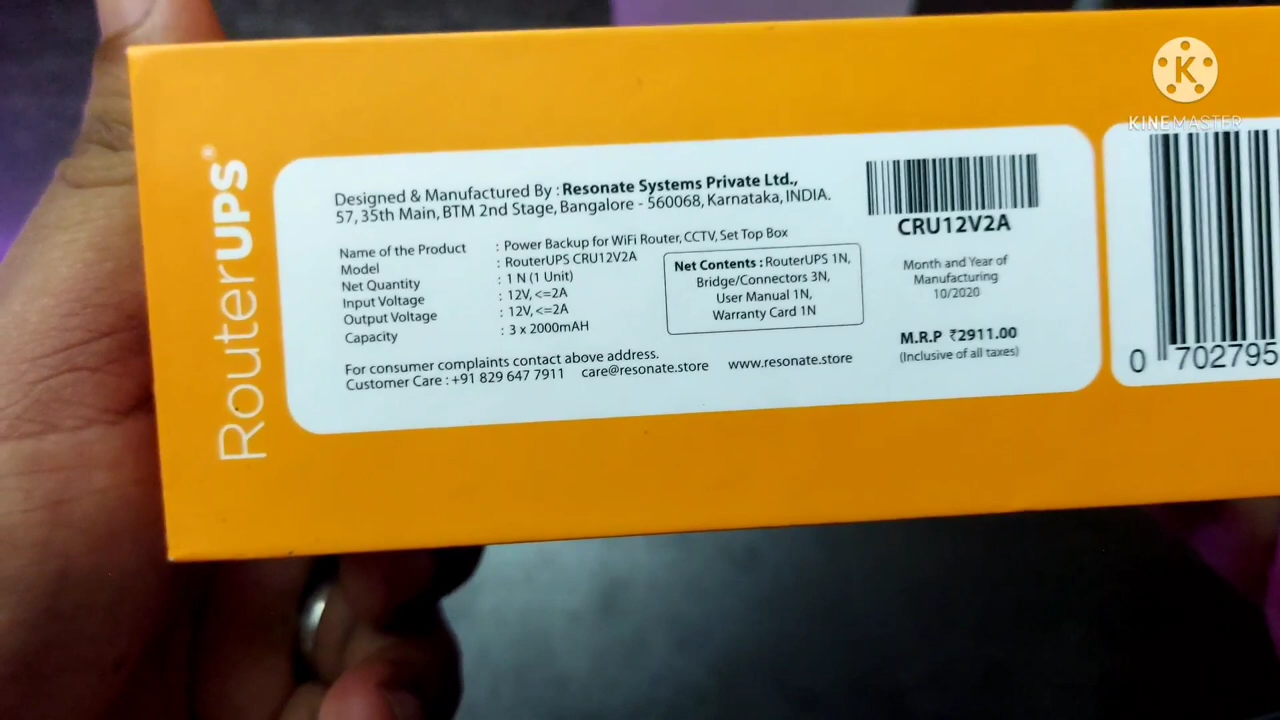 RouterUPS®
Designed & Manufactured By : Resonate Systems Private Ltd.,
57, 35th Main, BTM 2nd Stage, Bangalore - 560068, Karnataka, INDIA.
Name of the Product : Power Backup for WiFi Router, CCTV, Set Top Box
Model : RouterUPS CRU12V2A
Net Quantity : 1 N (1 Unit)
Input Voltage : 12V, <=2A
Output Voltage : 12V, <=2A
Capacity : 3 x 2000mAH
Net Contents : RouterUPS 1N,
Bridge/Connectors 3N,
User Manual 1N,
Warranty Card 1N
For consumer complaints contact above address.
Customer Care : +91 829 647 7911 care@resonate.store www.resonate.store
CRU12V2A
Month and Year of
Manufacturing
10/2020
M.R.P ₹2911.00
(Inclusive of all taxes)
0 702795
K
KINEMASTER